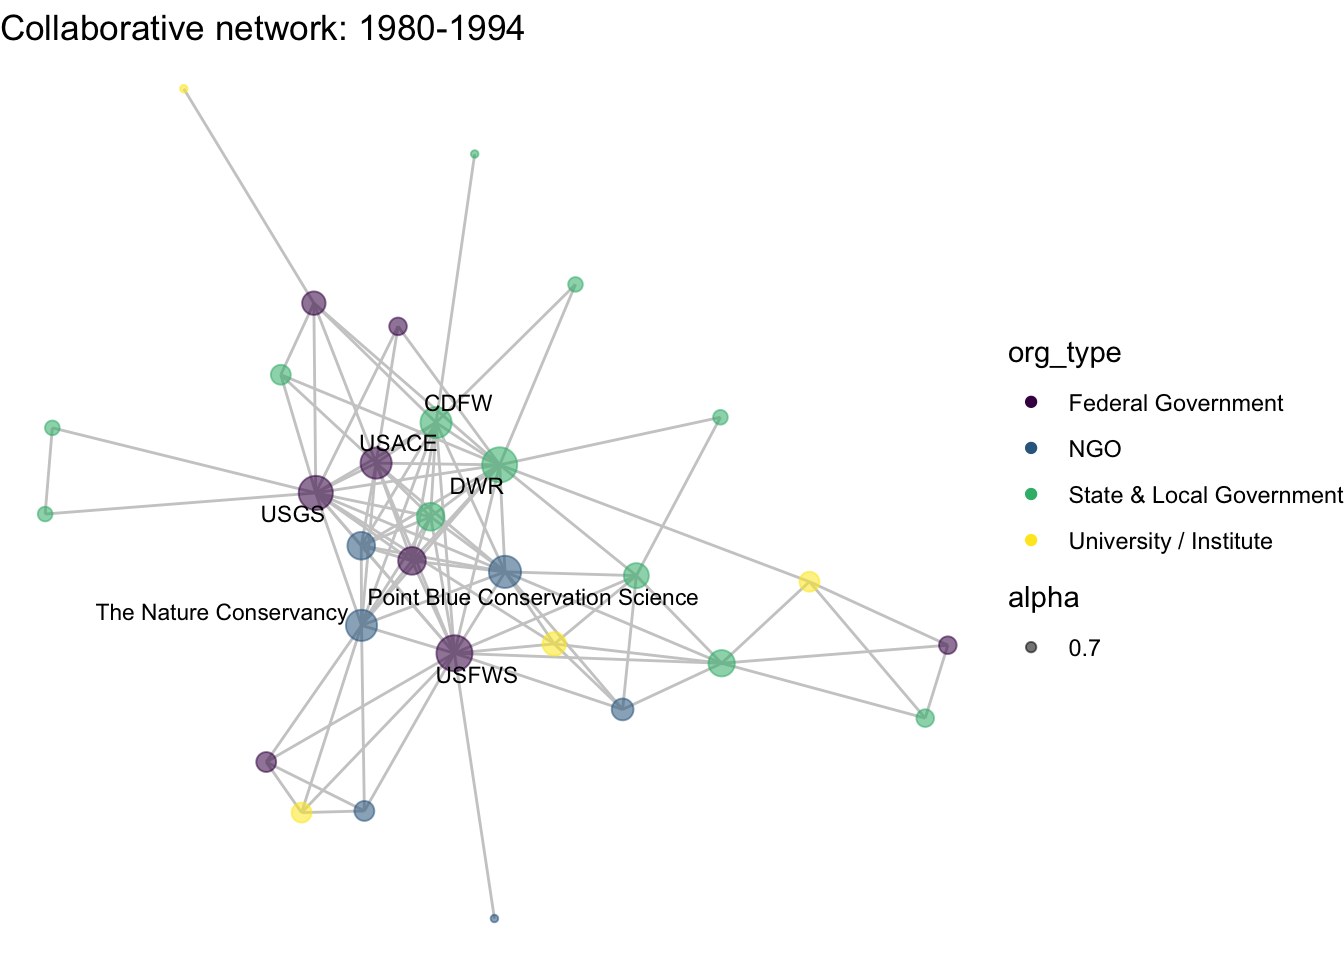 Collaborative network: 1980-1994
CDFW
USACE
DWR
USGS
Point Blue Conservation Science
The Nature Conservancy
USFWS
org_type
Federal Government
NGO
State & Local Government
University / Institute
alpha
0.7